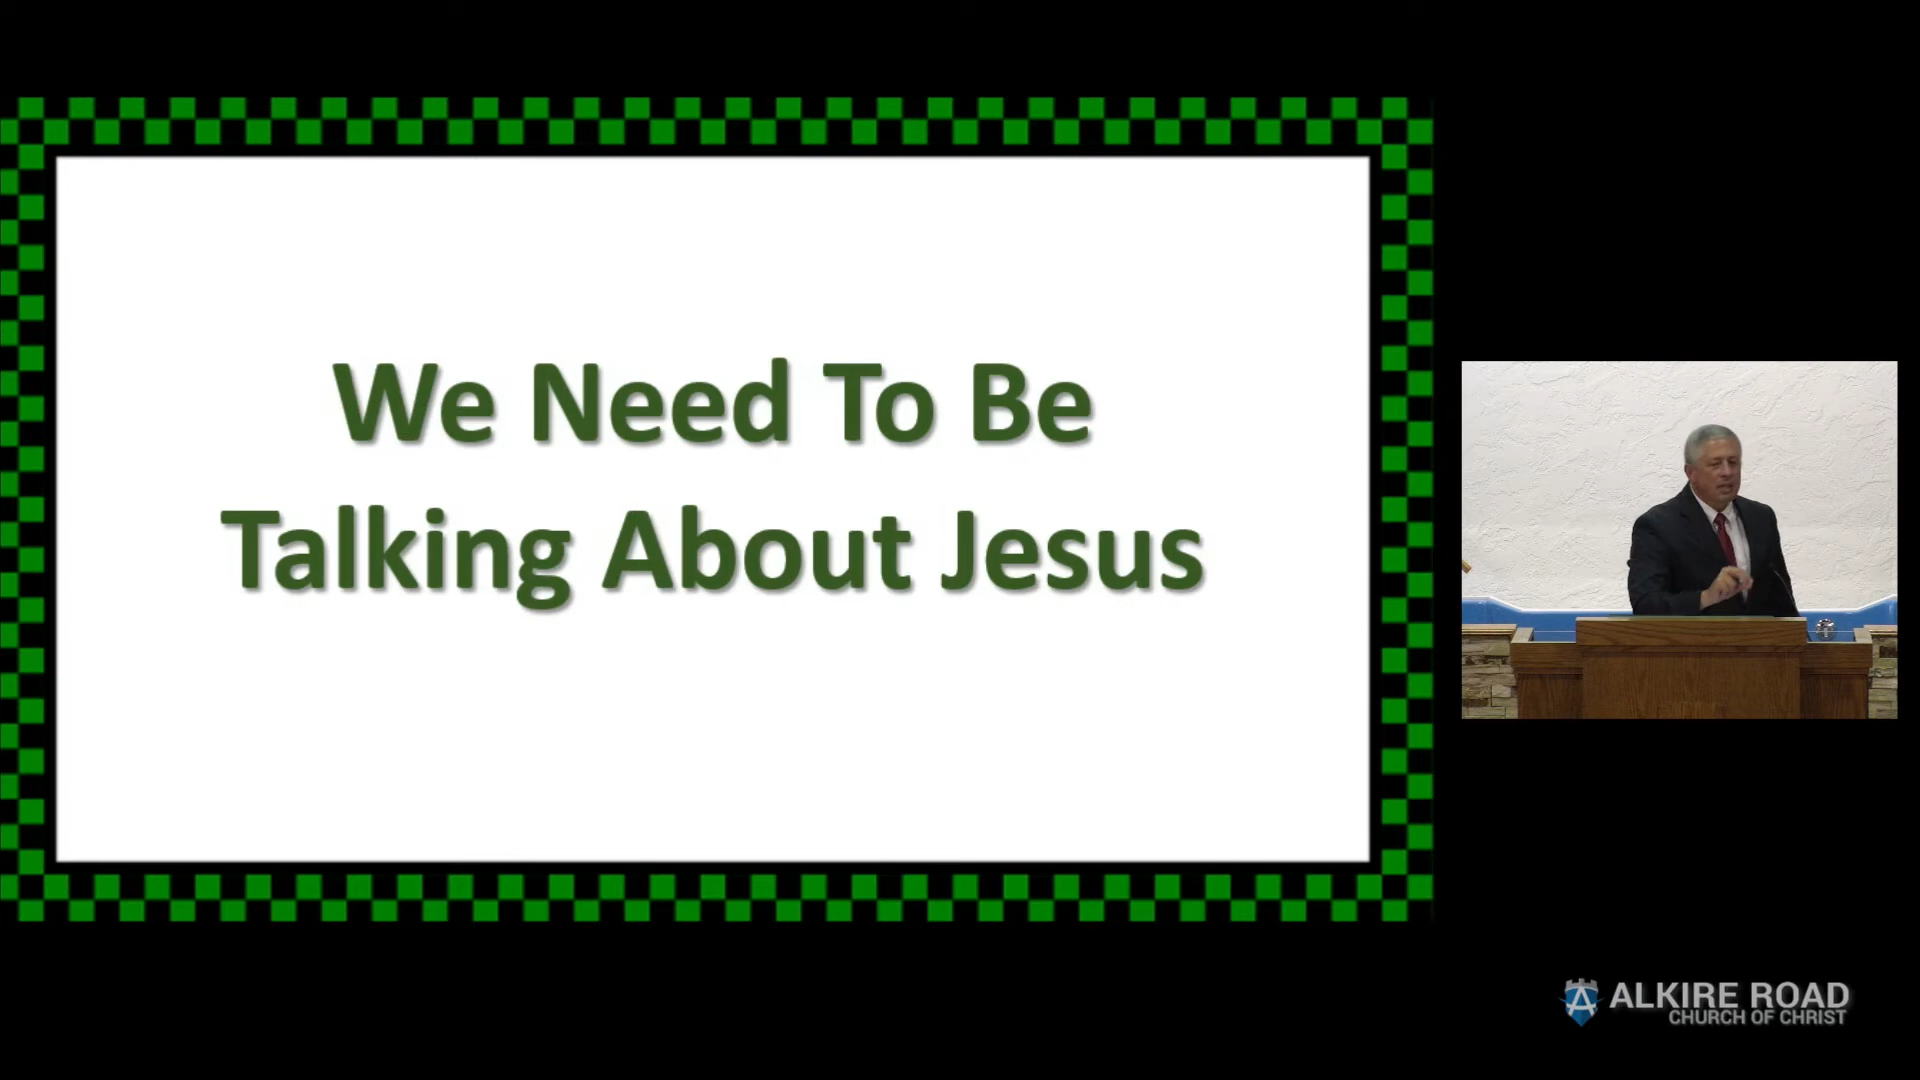 We Need To Be
Talking About Jesus
ALKIRE ROAD
CHURCH OF CHRIST